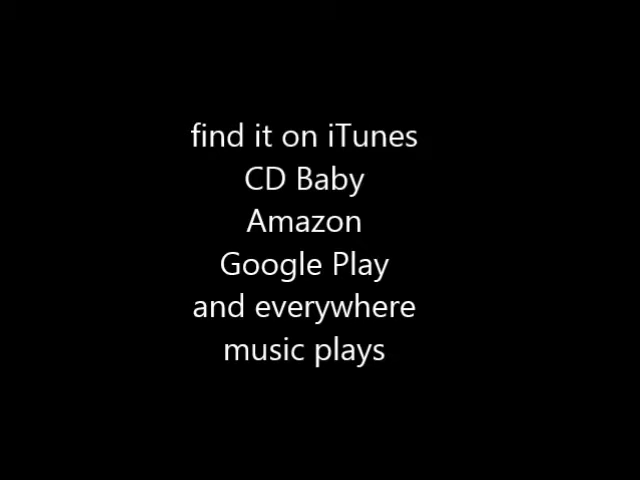 find it on iTunes
CD Baby
Amazon
Google Play
and everywhere
music plays